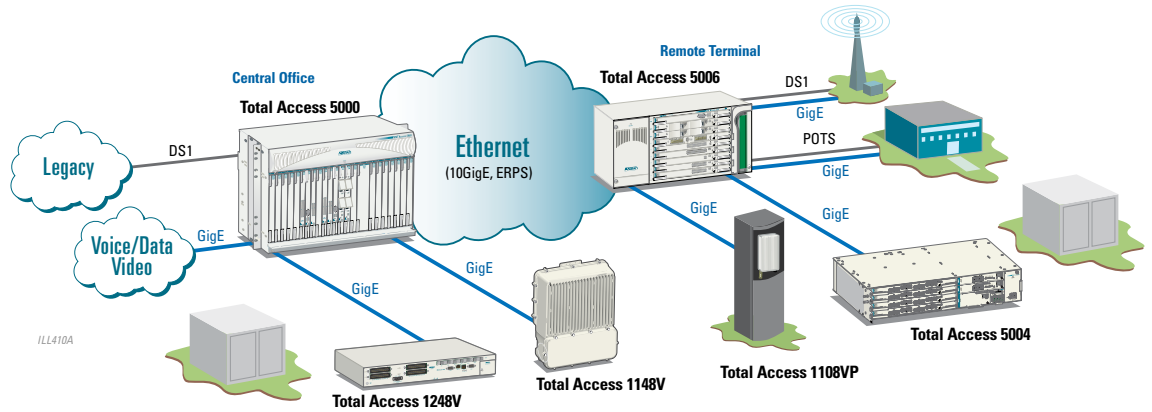 Central Office
Total Access 5000
Legacy
DS1
Voice/Data
Video
GigE
GigE
Total Access 1248V
GigE
Total Access 1148V
Ethernet
(10GigE, ERPS)
Remote Terminal
Total Access 5006
DS1
GigE
POTS
GigE
GigE
Total Access 1108VP
GigE
Total Access 5004
ILL410A